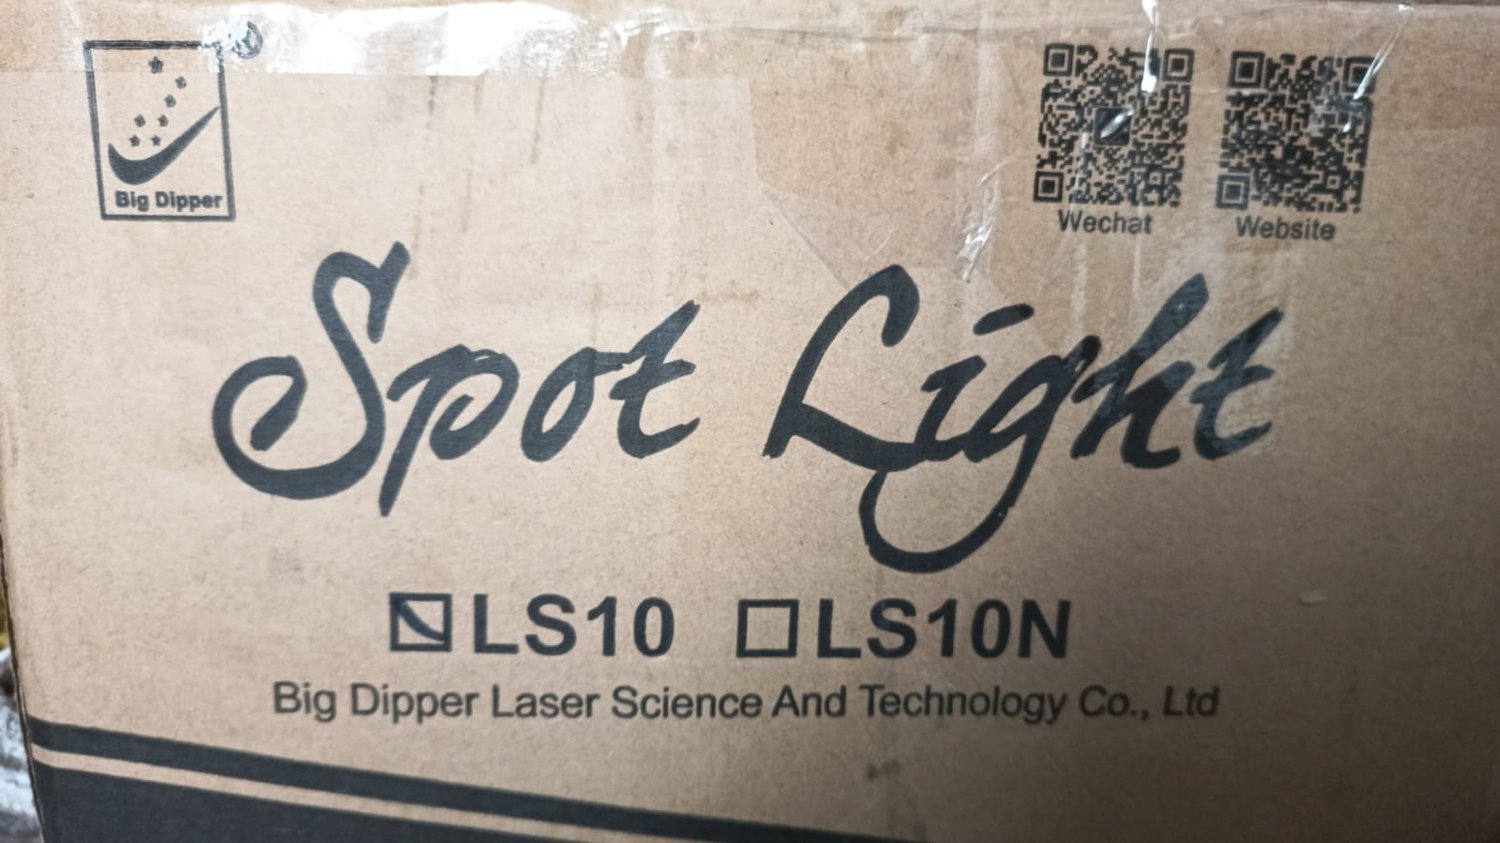 Big Dipper
®
Wechat
Website
Spot Light
LS10 LS10N
Big Dipper Laser Science And Technology Co., Ltd